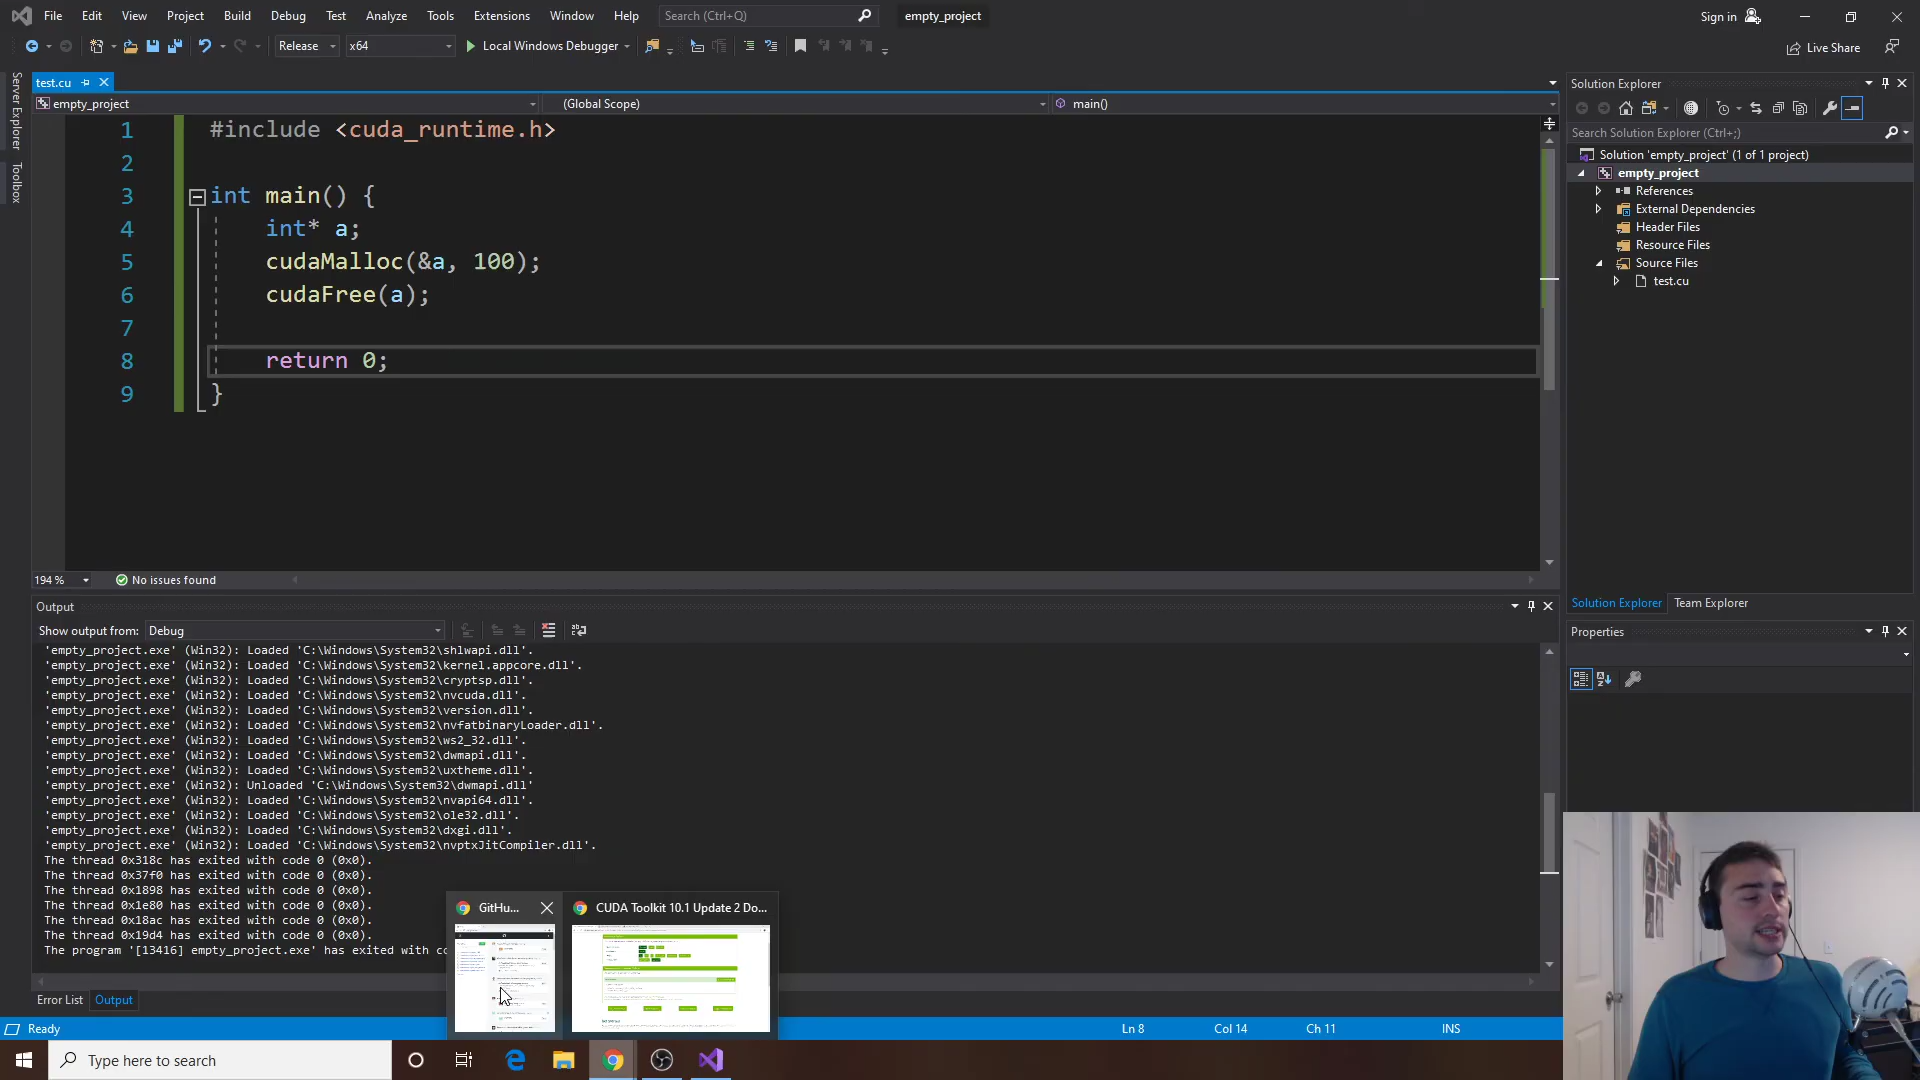 File Edit View Project Build Debug Test Analyze Tools Extensions Window Help Search (Ctrl+Q) empty_project Sign in
Release x64 Local Windows Debugger Live Share
Server Explorer
Toolbox
test.cu
empty_project (Global Scope) main()
1 #include <cuda_runtime.h>
2
3 int main() {
4 int* a;
5 cudaMalloc(&a, 100);
6 cudaFree(a);
7
8 return 0;
9 }
194 % No issues found
Output
Show output from: Debug
'empty_project.exe' (Win32): Loaded 'C:\Windows\System32\shlwapi.dll'.
'empty_project.exe' (Win32): Loaded 'C:\Windows\System32\kernel.appcore.dll'.
'empty_project.exe' (Win32): Loaded 'C:\Windows\System32\cryptsp.dll'.
'empty_project.exe' (Win32): Loaded 'C:\Windows\System32\nvcuda.dll'.
'empty_project.exe' (Win32): Loaded 'C:\Windows\System32\version.dll'.
'empty_project.exe' (Win32): Loaded 'C:\Windows\System32\nvfatbinaryLoader.dll'.
'empty_project.exe' (Win32): Loaded 'C:\Windows\System32\ws2_32.dll'.
'empty_project.exe' (Win32): Loaded 'C:\Windows\System32\dwmapi.dll'.
'empty_project.exe' (Win32): Loaded 'C:\Windows\System32\uxtheme.dll'.
'empty_project.exe' (Win32): Unloaded 'C:\Windows\System32\dwmapi.dll'
'empty_project.exe' (Win32): Loaded 'C:\Windows\System32\nvapi64.dll'.
'empty_project.exe' (Win32): Loaded 'C:\Windows\System32\ole32.dll'.
'empty_project.exe' (Win32): Loaded 'C:\Windows\System32\dxgi.dll'.
'empty_project.exe' (Win32): Loaded 'C:\Windows\System32\nvptxJitCompiler.dll'.
The thread 0x318c has exited with code 0 (0x0).
The thread 0x37f0 has exited with code 0 (0x0).
The thread 0x1898 has exited with code 0 (0x0).
The thread 0x1e80 has exited with code 0 (0x0).
The thread 0x18ac has exited with code 0 (0x0).
The thread 0x19d4 has exited with code 0 (0x0).
The program '[13416] empty_project.exe' has exited with co
Error List Output
GitHu...
CUDA Toolkit 10.1 Update 2 Do...
Solution Explorer
Search Solution Explorer (Ctrl+;)
Solution 'empty_project' (1 of 1 project)
empty_project
References
External Dependencies
Header Files
Resource Files
Source Files
test.cu
Solution Explorer Team Explorer
Properties
Ready Ln 8 Col 14 Ch 11 INS
Type here to search